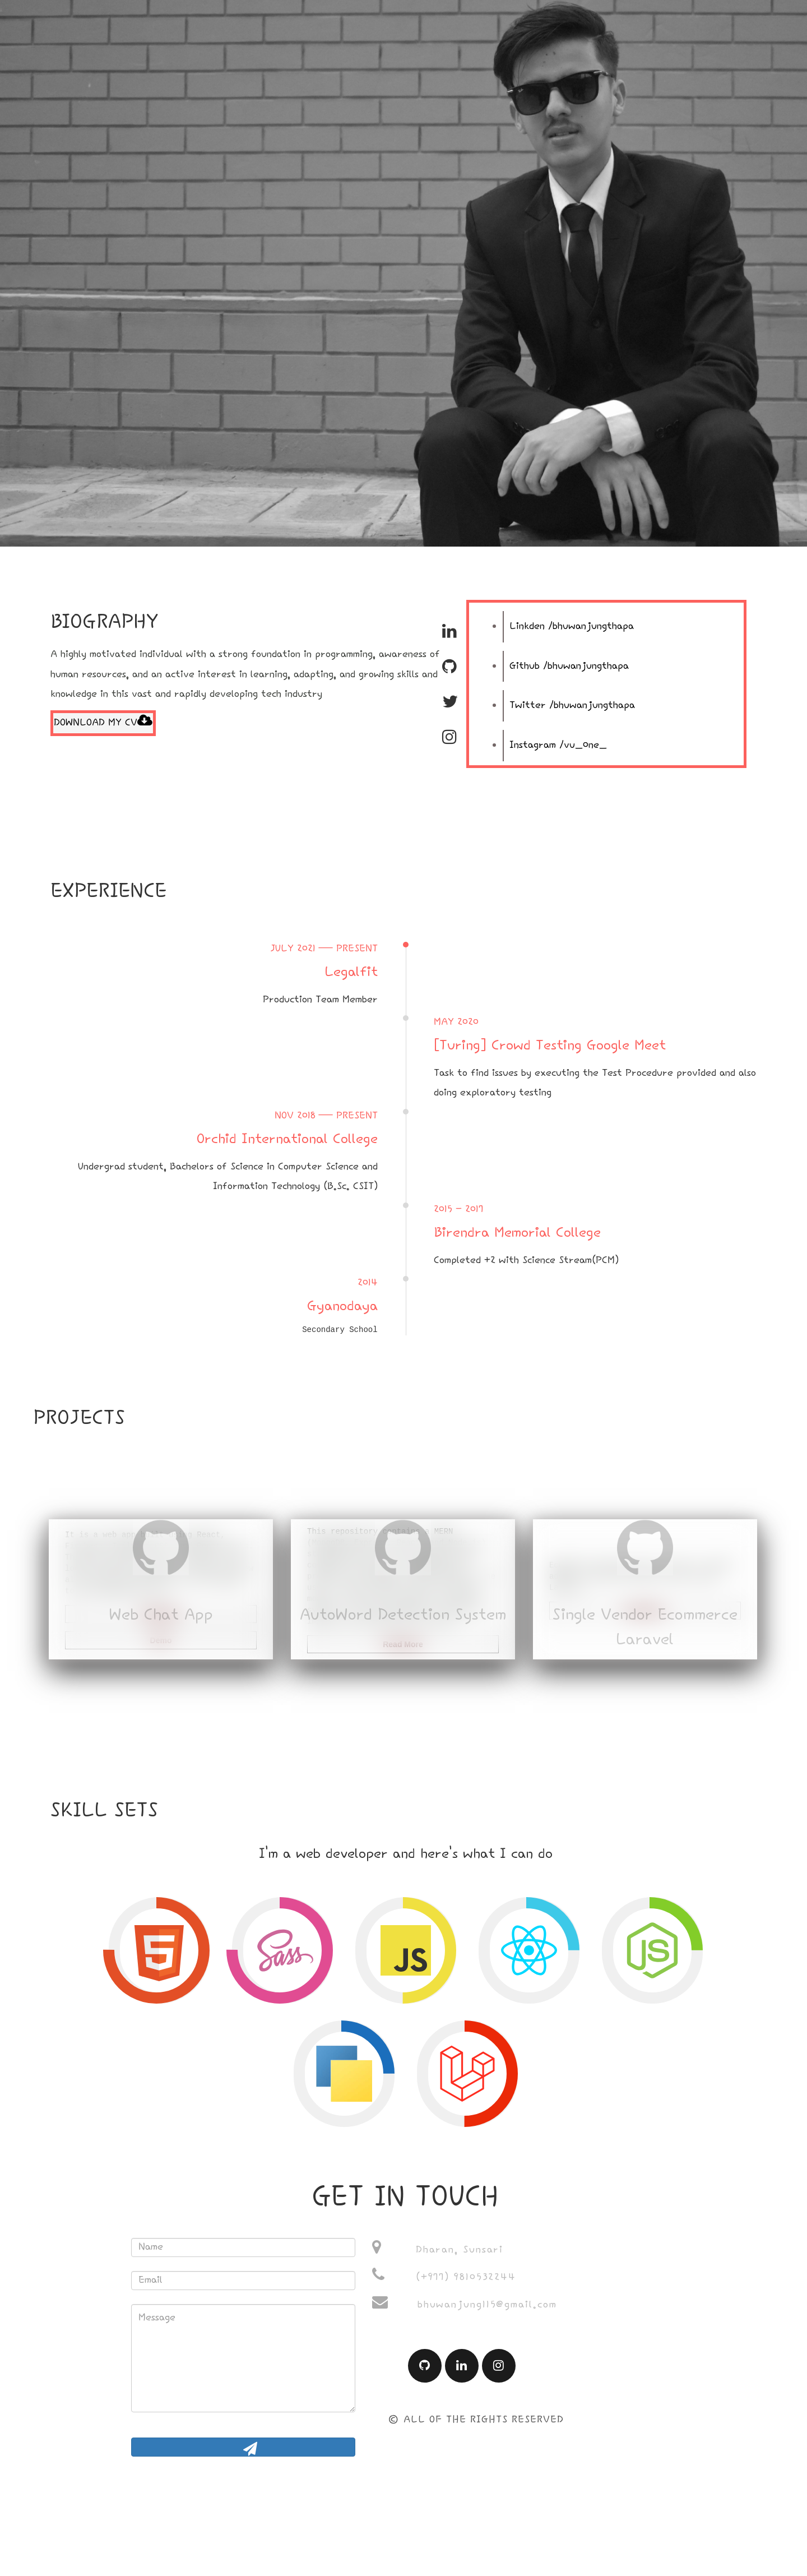 BIOGRAPHY
A highly motivated individual with a strong foundation in programming, awareness of
human resources, and an active interest in learning, adapting, and growing skills and
knowledge in this vast and rapidly developing tech industry
DOWNLOAD MY CV
Linkden /bhuwanjungthapa
Github /bhuwanjungthapa
Twitter /bhuwanjungthapa
Instagram /vu_one_
EXPERIENCE
JULY 2021 — PRESENT
Legalfit
Production Team Member
MAY 2020
[Turing] Crowd Testing Google Meet
Task to find issues by executing the Test Procedure provided and also
doing exploratory testing
NOV 2018 — PRESENT
Orchid International College
Undergrad student, Bachelors of Science in Computer Science and
Information Technology (B.Sc. CSIT)
2015 - 2017
Birendra Memorial College
Completed +2 with Science Stream(PCM)
2014
Gyanodaya
Secondary School
PROJECTS
Web Chat App
This repository MERN
AutoWord Detection System
Read More
Single Vendor Ecommerce
Laravel
SKILL SETS
I'm a web developer and here's what I can do
5
Sass
JS
JS
GET IN TOUCH
Name
Email
Message
Dharan, Sunsari
(+977) 9810532244
bhuwanjung115@gmail.com
© ALL OF THE RIGHTS RESERVED